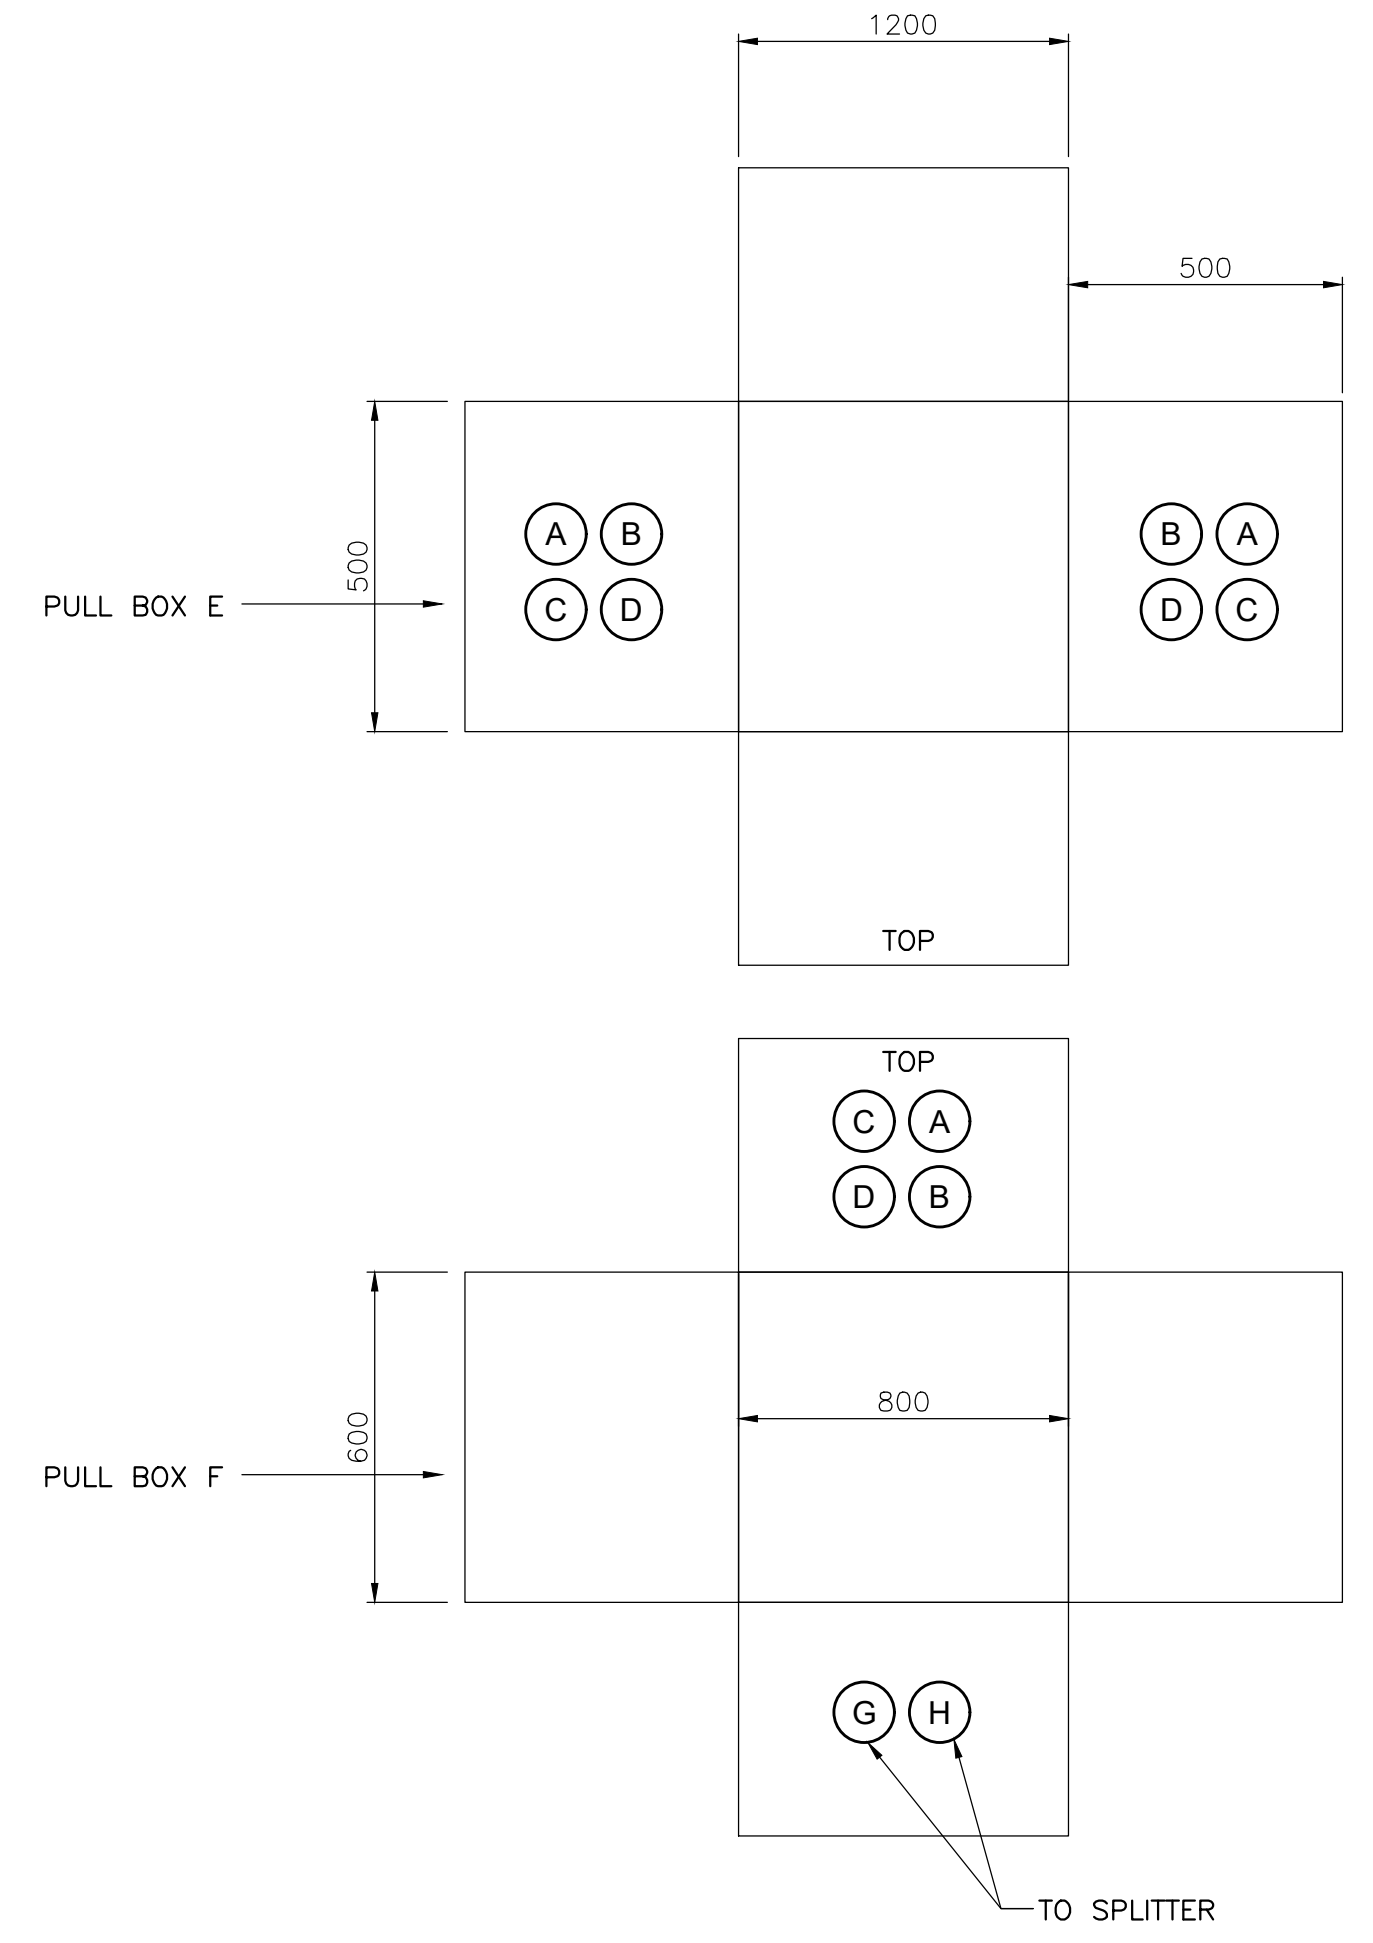 1200
500
A B
B A
500
C D
D C
PULL BOX E
TOP
TOP
C A
D B
800
600
PULL BOX F
G H
TO SPLITTER